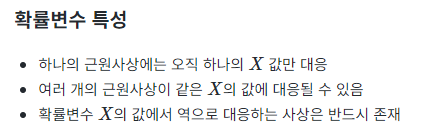 확률변수 특성
하나의 근원사상에는 오직 하나의 X 값만 대응
여러 개의 근원사상이 같은 X의 값에 대응될 수 있음
확률변수 X의 값에서 역으로 대응하는 사상은 반드시 존재